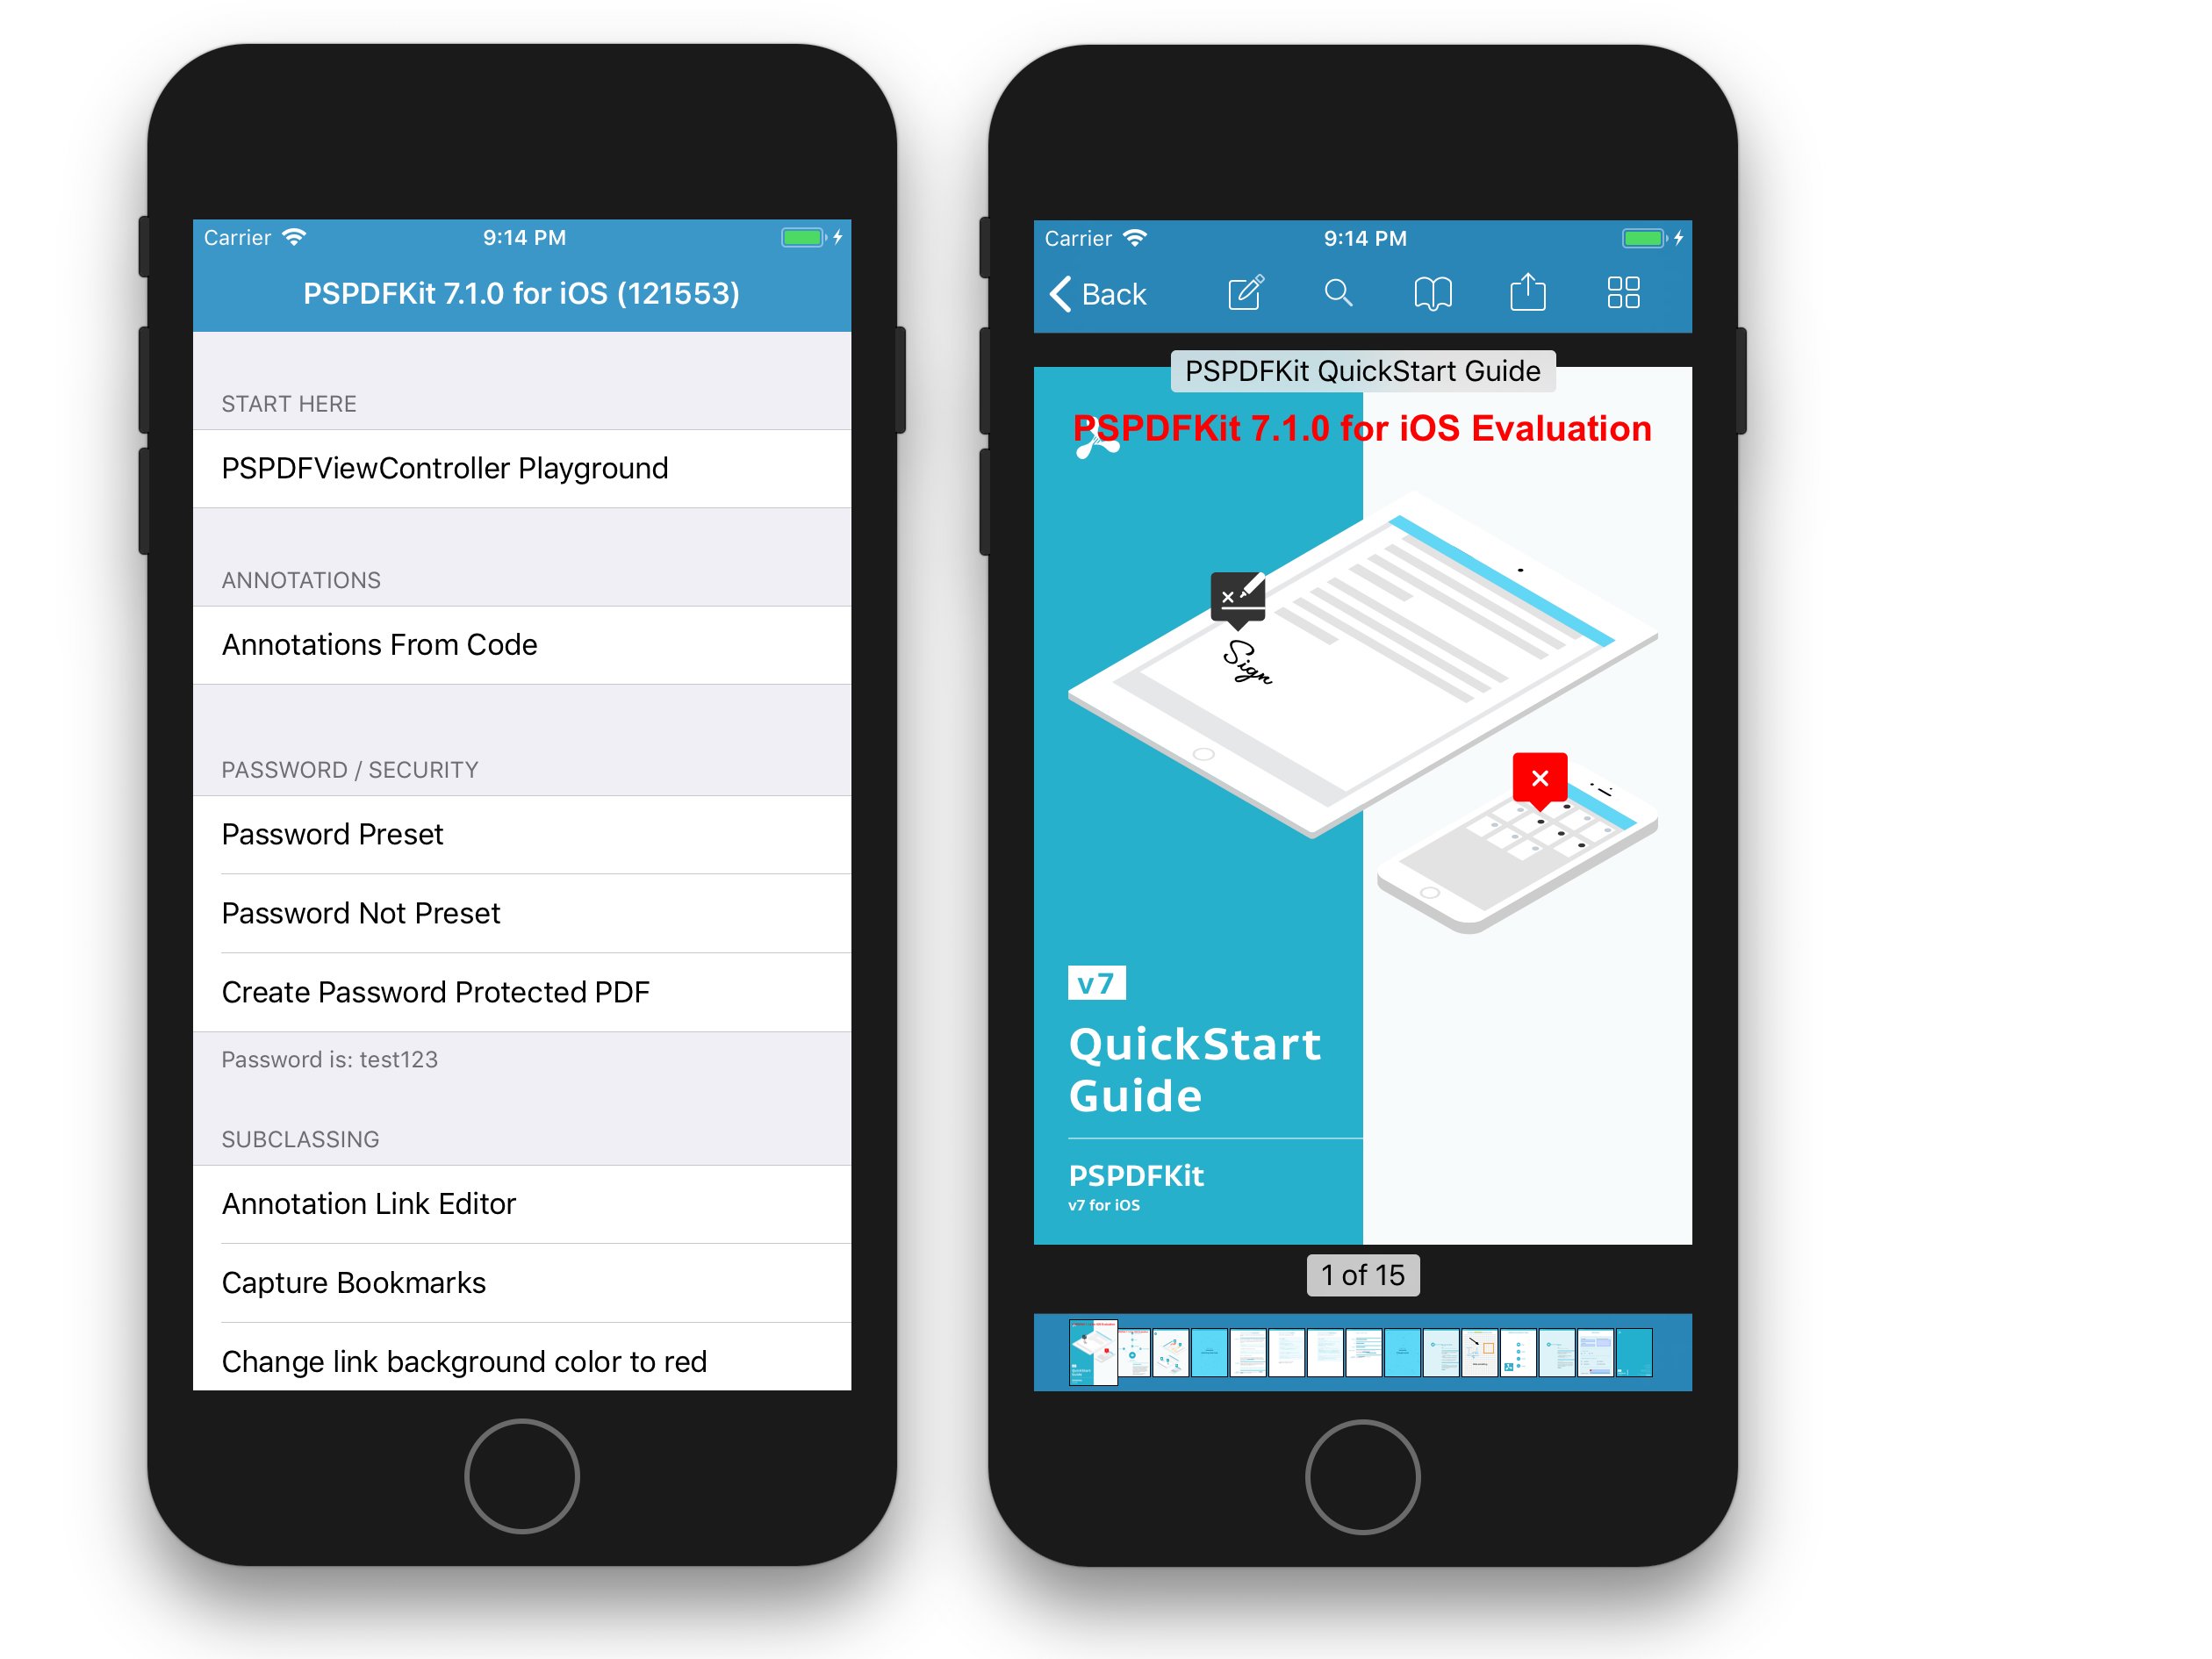 Carrier
9:14 PM
PSPDFKit 7.1.0 for iOS (121553)
START HERE
PSPDFViewController Playground
ANNOTATIONS
Annotations From Code
PASSWORD / SECURITY
Password Preset
Password Not Preset
Create Password Protected PDF
Password is: test123
SUBCLASSING
Annotation Link Editor
Capture Bookmarks
Change link background color to red
Carrier
9:14 PM
Back
PSPDFKit QuickStart Guide
PSPDFKit 7.1.0 for iOS Evaluation
Sign
v7
QuickStart
Guide
PSPDFKit
v7 for iOS
1 of 15